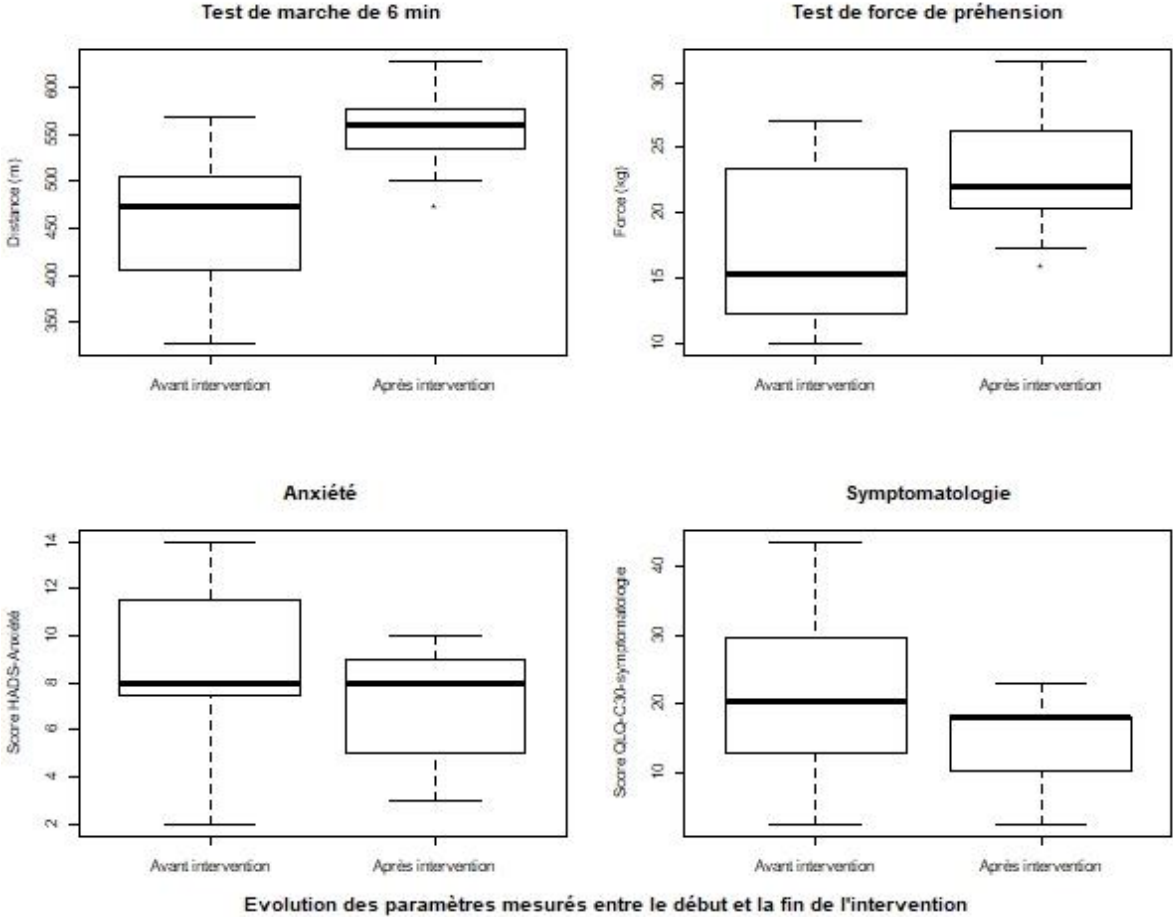 Test de marche de 6 min
Distance (m)
600
550
500
450
400
350
Avant intervention
Après intervention
Test de force de préhension
Force (kg)
30
25
20
15
10
Avant intervention
Après intervention
Anxiété
Score HADS-Anxiété
14
12
10
8
6
4
2
Avant intervention
Après intervention
Symptomatologie
Score QLQ-C30-symptomatologie
40
30
20
10
Avant intervention
Après intervention
Evolution des paramètres mesurés entre le début et la fin de l'intervention